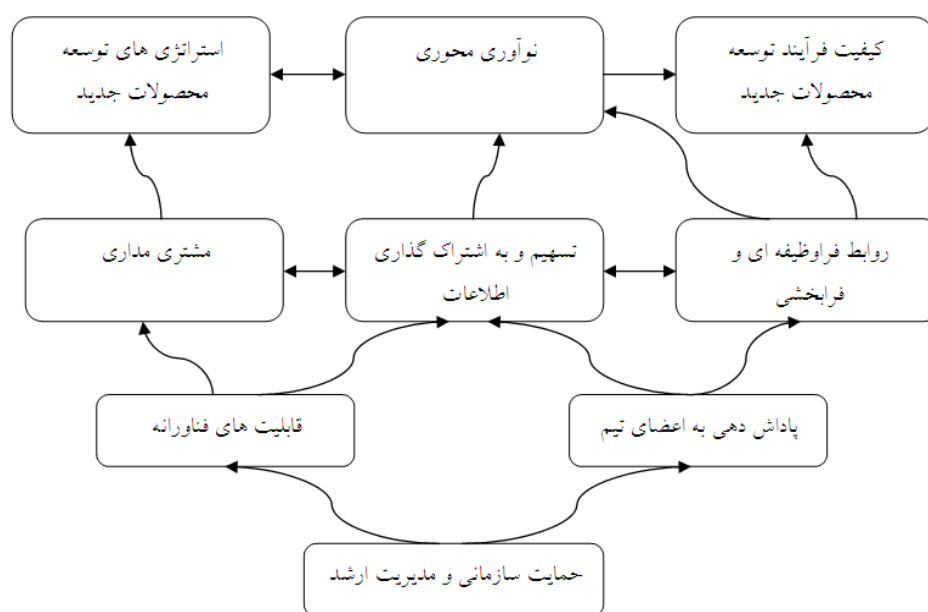 کیفیت فرآیند توسعه
محصولات جدید
نوآوری محوری
استراتژی های توسعه
محصولات جدید
روابط فراوظیفه ای و
فرابخشی
تسهیم و به اشتراک گذاری
اطلاعات
مشتری مداری
پاداش دهی به اعضای تیم
قابلیت های فناورانه
حمایت سازمانی و مدیریت ارشد